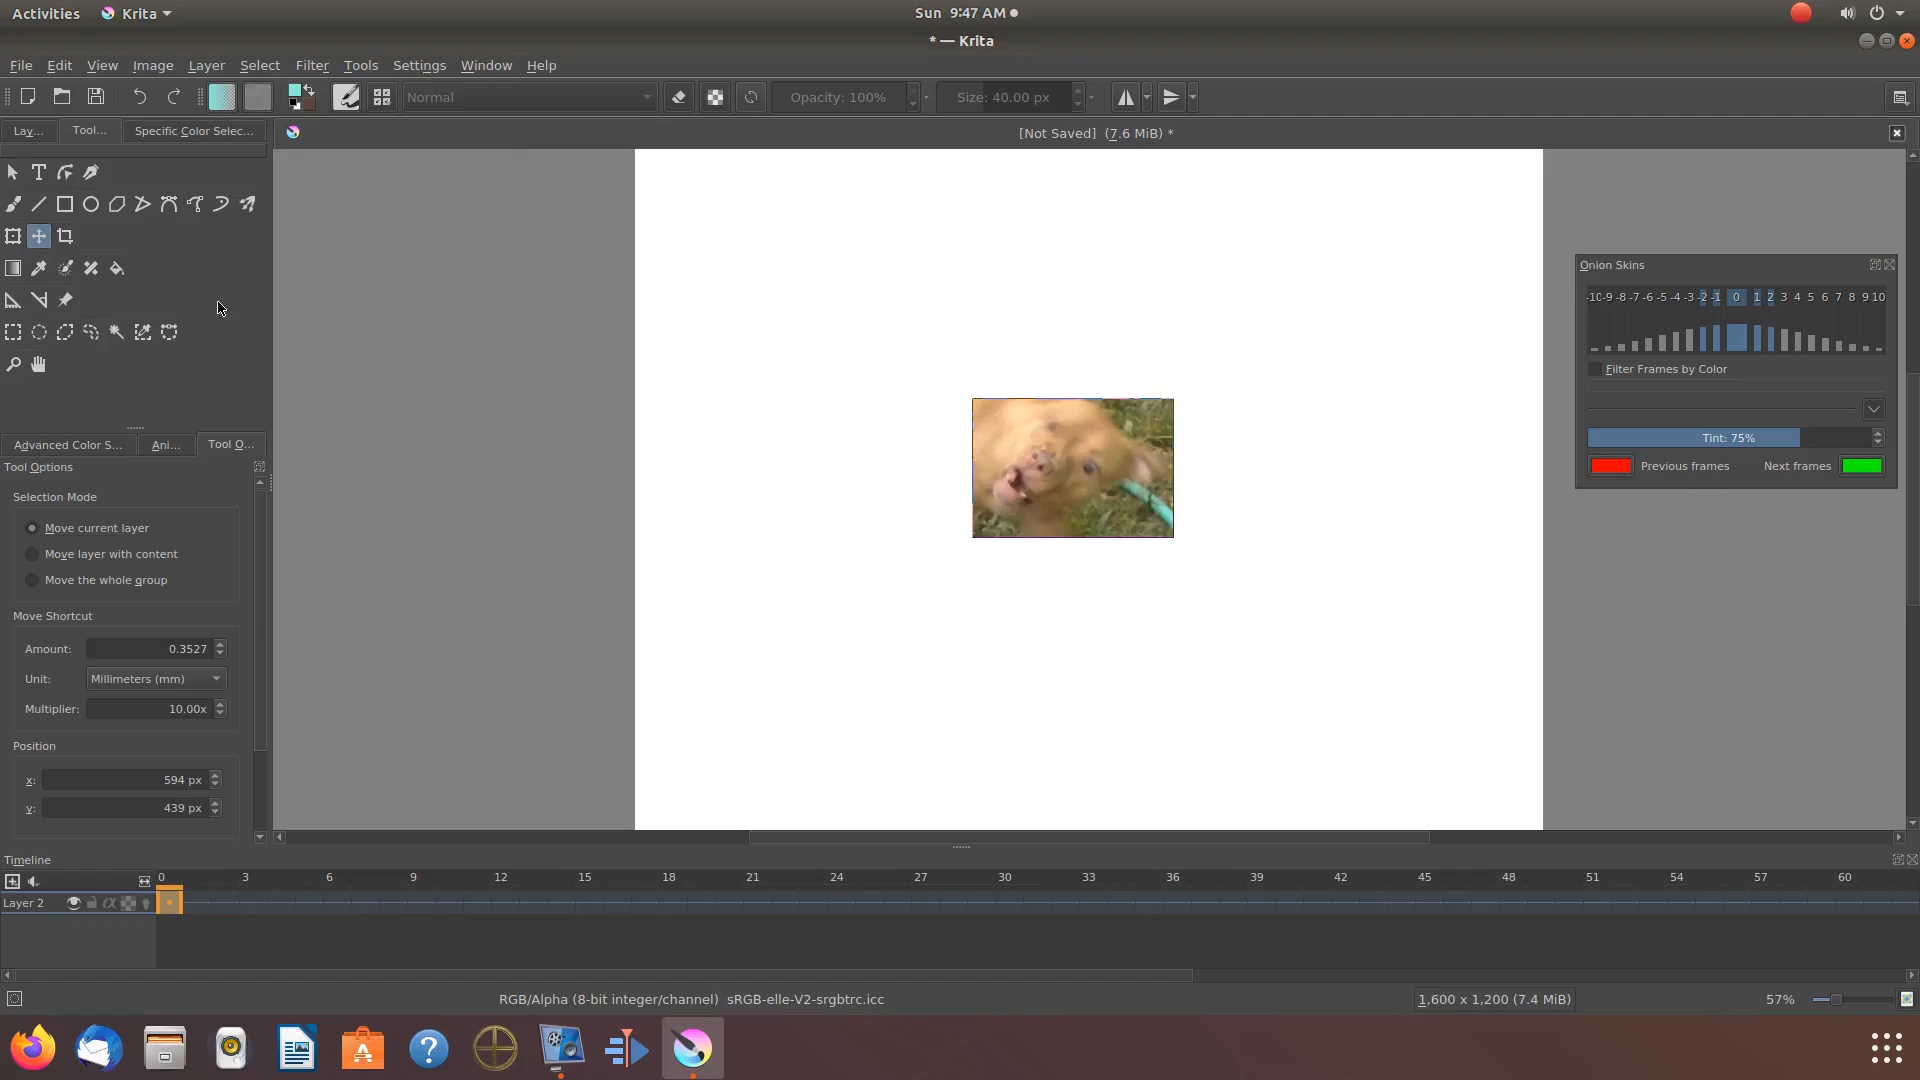 Activities Krita Sun 9:47 AM
* — Krita
File Edit View Image Layer Select Filter Tools Settings Window Help
Normal Opacity: 100% Size: 40.00 px
Lay... Tool... Specific Color Selec... [Not Saved] (7.6 MiB) *
Onion Skins
-10 -9 -8 -7 -6 -5 -4 -3 -2 -1 0 1 2 3 4 5 6 7 8 9 10
Filter Frames by Color
Tint: 75%
Previous frames Next frames
Advanced Color S... Ani... Tool O...
Tool Options
Selection Mode
Move current layer
Move layer with content
Move the whole group
Move Shortcut
Amount: 0.3527
Unit: Millimeters (mm)
Multiplier: 10.00x
Position
x: 594 px
y: 439 px
Timeline
0 3 6 9 12 15 18 21 24 27 30 33 36 39 42 45 48 51 54 57 60
Layer 2
RGB/Alpha (8-bit integer/channel) sRGB-elle-V2-srgbtrc.icc 1,600 x 1,200 (7.4 MiB) 57%